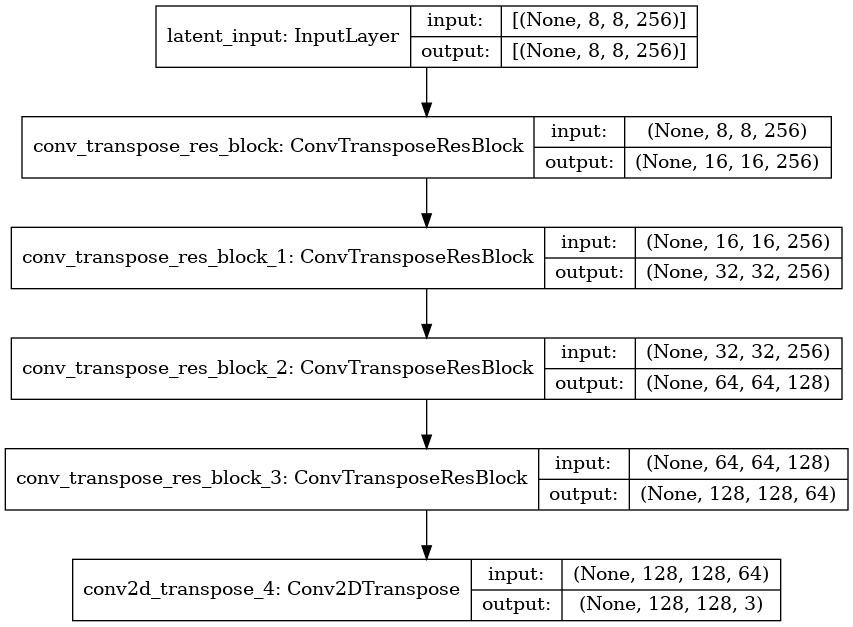 latent_input: InputLayer
input: [(None, 8, 8, 256)]
output: [(None, 8, 8, 256)]
conv_transpose_res_block: ConvTransposeResBlock
input: (None, 8, 8, 256)
output: (None, 16, 16, 256)
conv_transpose_res_block_1: ConvTransposeResBlock
input: (None, 16, 16, 256)
output: (None, 32, 32, 256)
conv_transpose_res_block_2: ConvTransposeResBlock
input: (None, 32, 32, 256)
output: (None, 64, 64, 128)
conv_transpose_res_block_3: ConvTransposeResBlock
input: (None, 64, 64, 128)
output: (None, 128, 128, 64)
conv2d_transpose_4: Conv2DTranspose
input: (None, 128, 128, 64)
output: (None, 128, 128, 3)